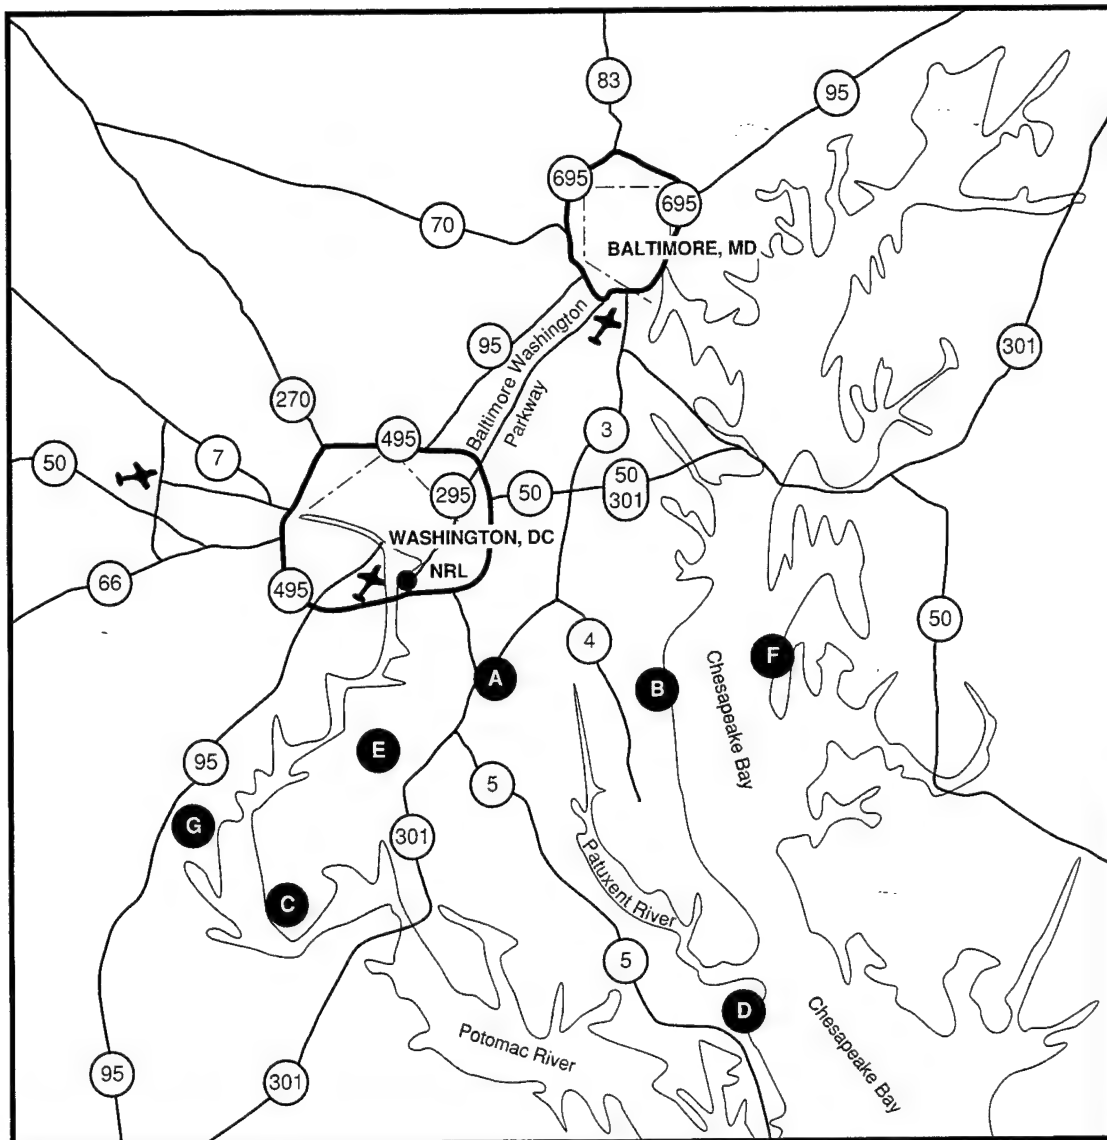 83
95
695
695
70
BALTIMORE, MD
95
Baltimore Washington
Parkway
301
270
495
3
50
7
295
50
50
301
WASHINGTON, DC
NRL
66
495
4
50
A
B
Chesapeake Bay
F
E
95
5
G
301
Patuxent River
C
5
D
Chesapeake Bay
Potomac River
95
301